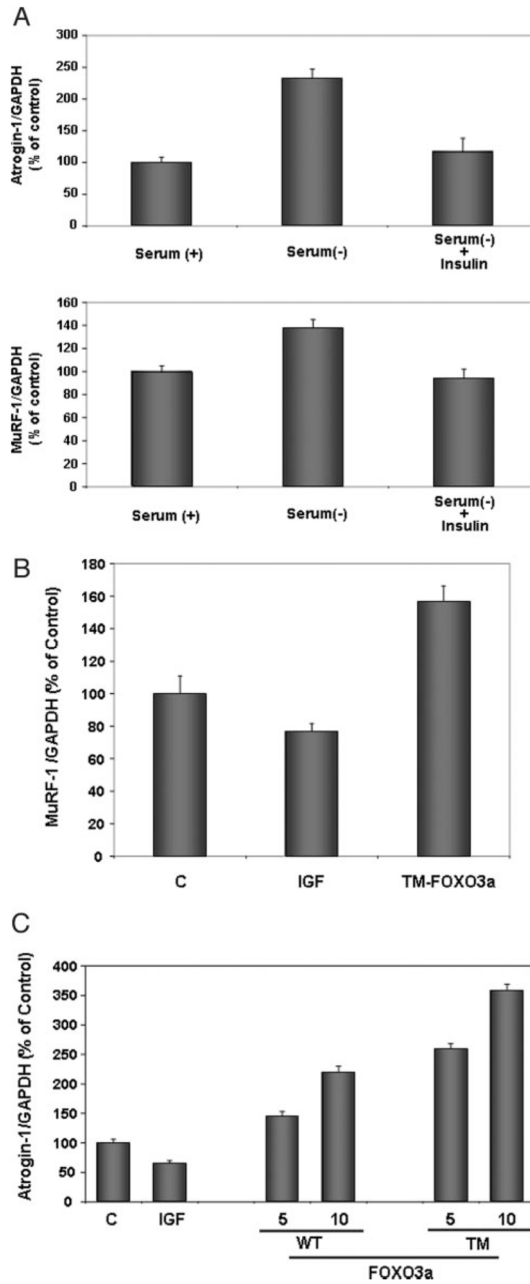 A
Atrogin-1/GAPDH
(% of control)
300
250
200
150
100
50
0
Serum (+)
Serum(-)
Serum(-)
+
Insulin
MuRF-1/GAPDH
(% of control)
160
140
120
100
80
60
40
20
0
Serum (+)
Serum(-)
Serum(-)
+
Insulin
B
MuRF-1 /GAPDH (% of Control)
180
160
140
120
100
80
60
40
20
0
C
IGF
TM-FOXO3a
C
Atrogin-1/GAPDH (% of Control)
400
350
300
250
200
150
100
50
0
C
IGF
5
10
5
10
WT
TM
FOXO3a